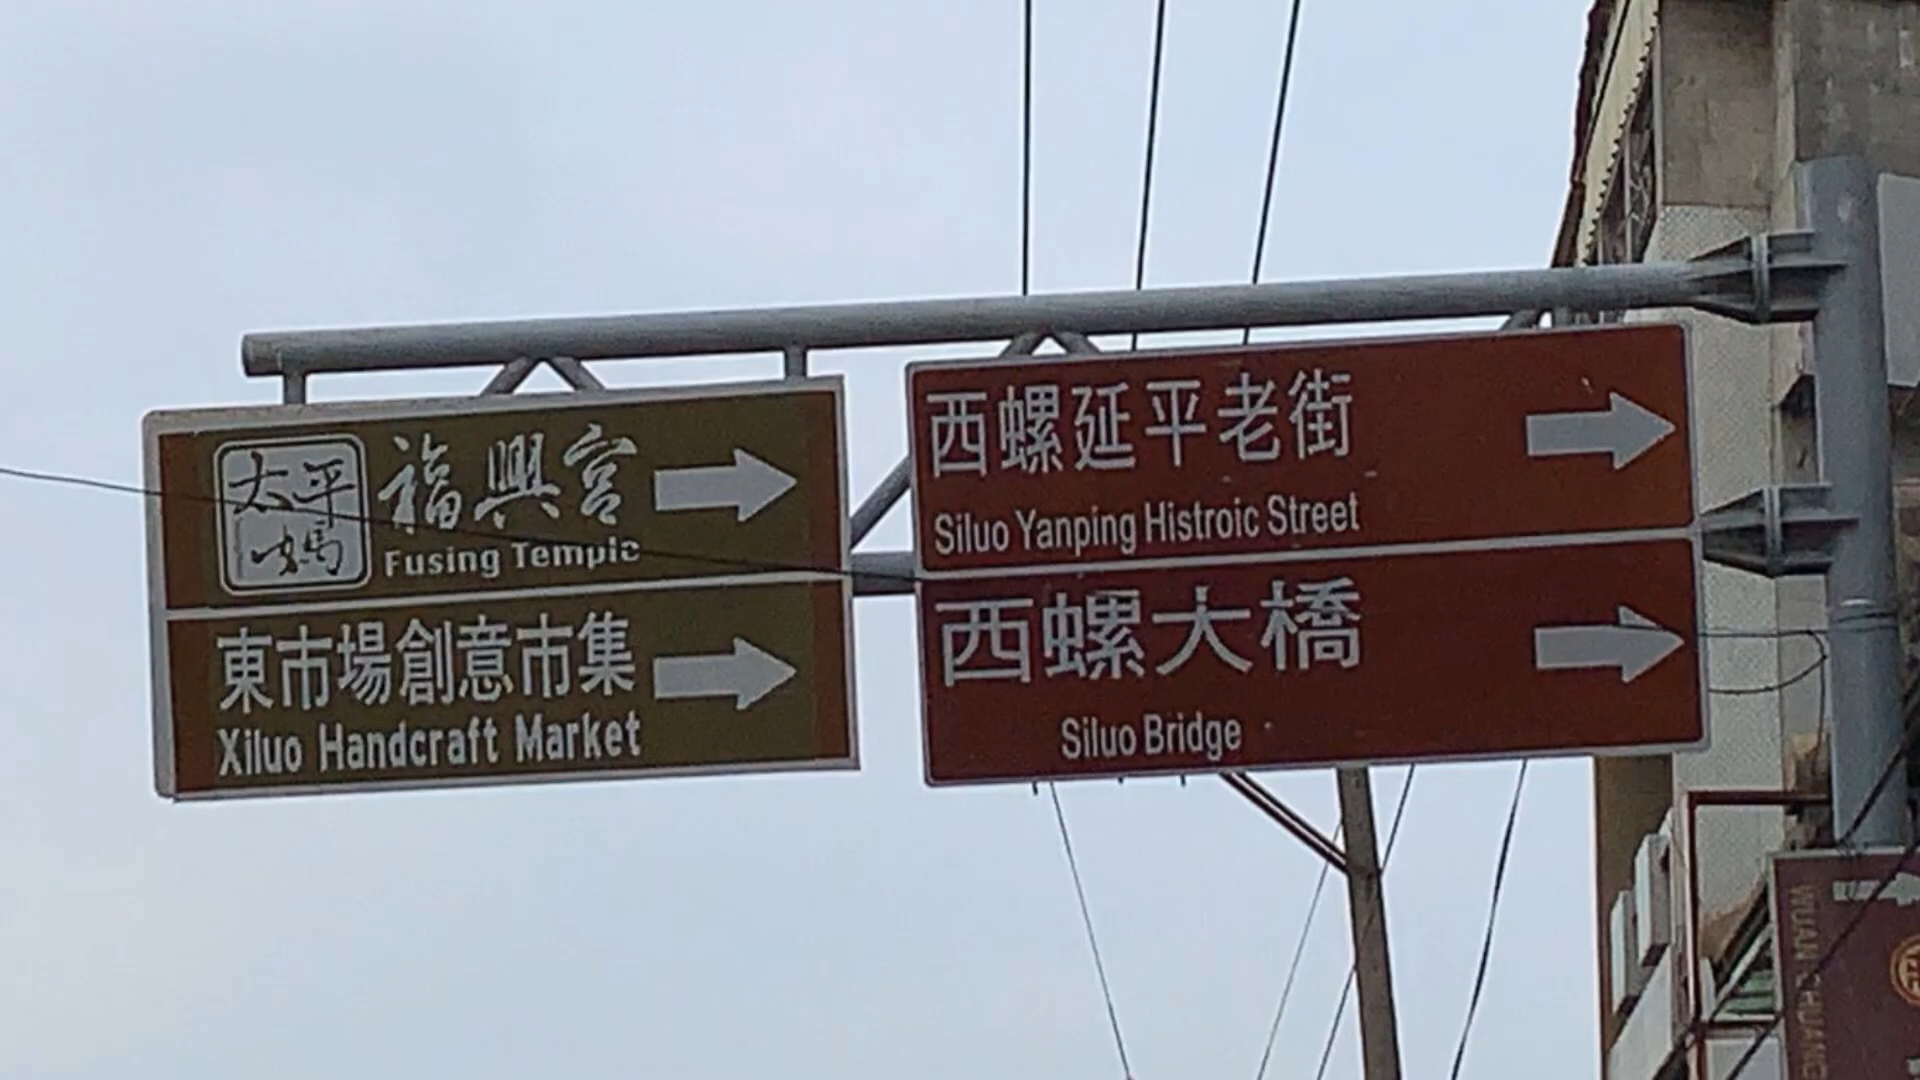 太平媽
福興宮
Fusing Temple
東市場創意市集
Xiluo Handcraft Market
西螺延平老街
Siluo Yanping Histroic Street
西螺大橋
Siluo Bridge